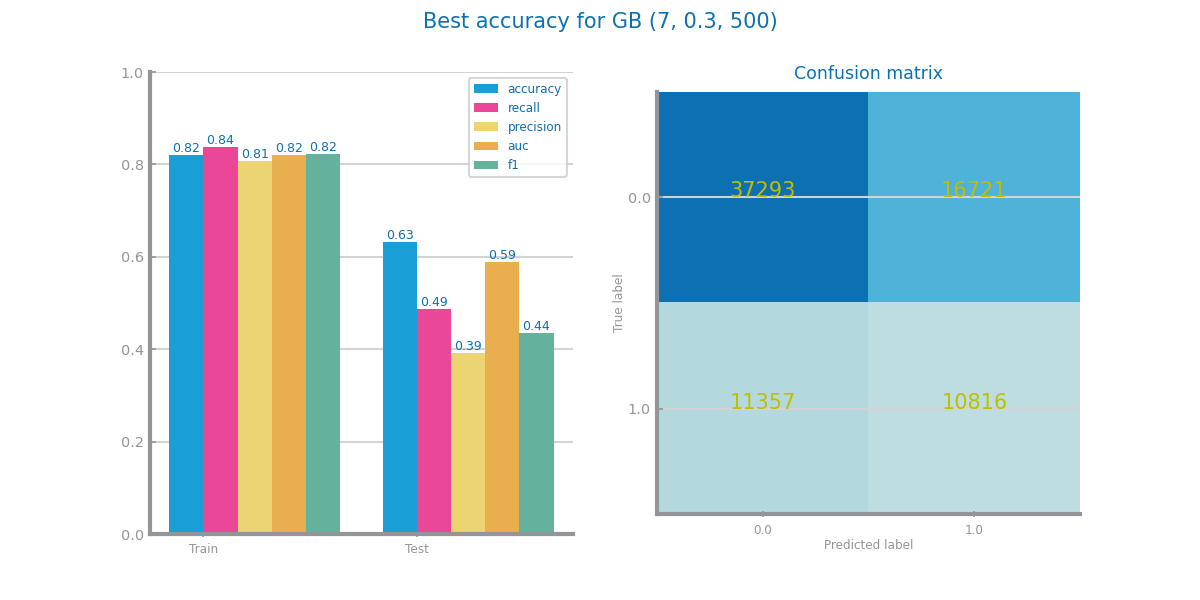 Best accuracy for GB (7, 0.3, 500)
1.0
0.8
0.6
0.4
0.2
0.0
accuracy
recall
precision
auc
f1
0.82
0.84
0.81
0.82
0.82
0.63
0.49
0.39
0.59
0.44
Train
Test
Confusion matrix
True label
0.0
1.0
37293
16721
11357
10816
0.0
1.0
Predicted label